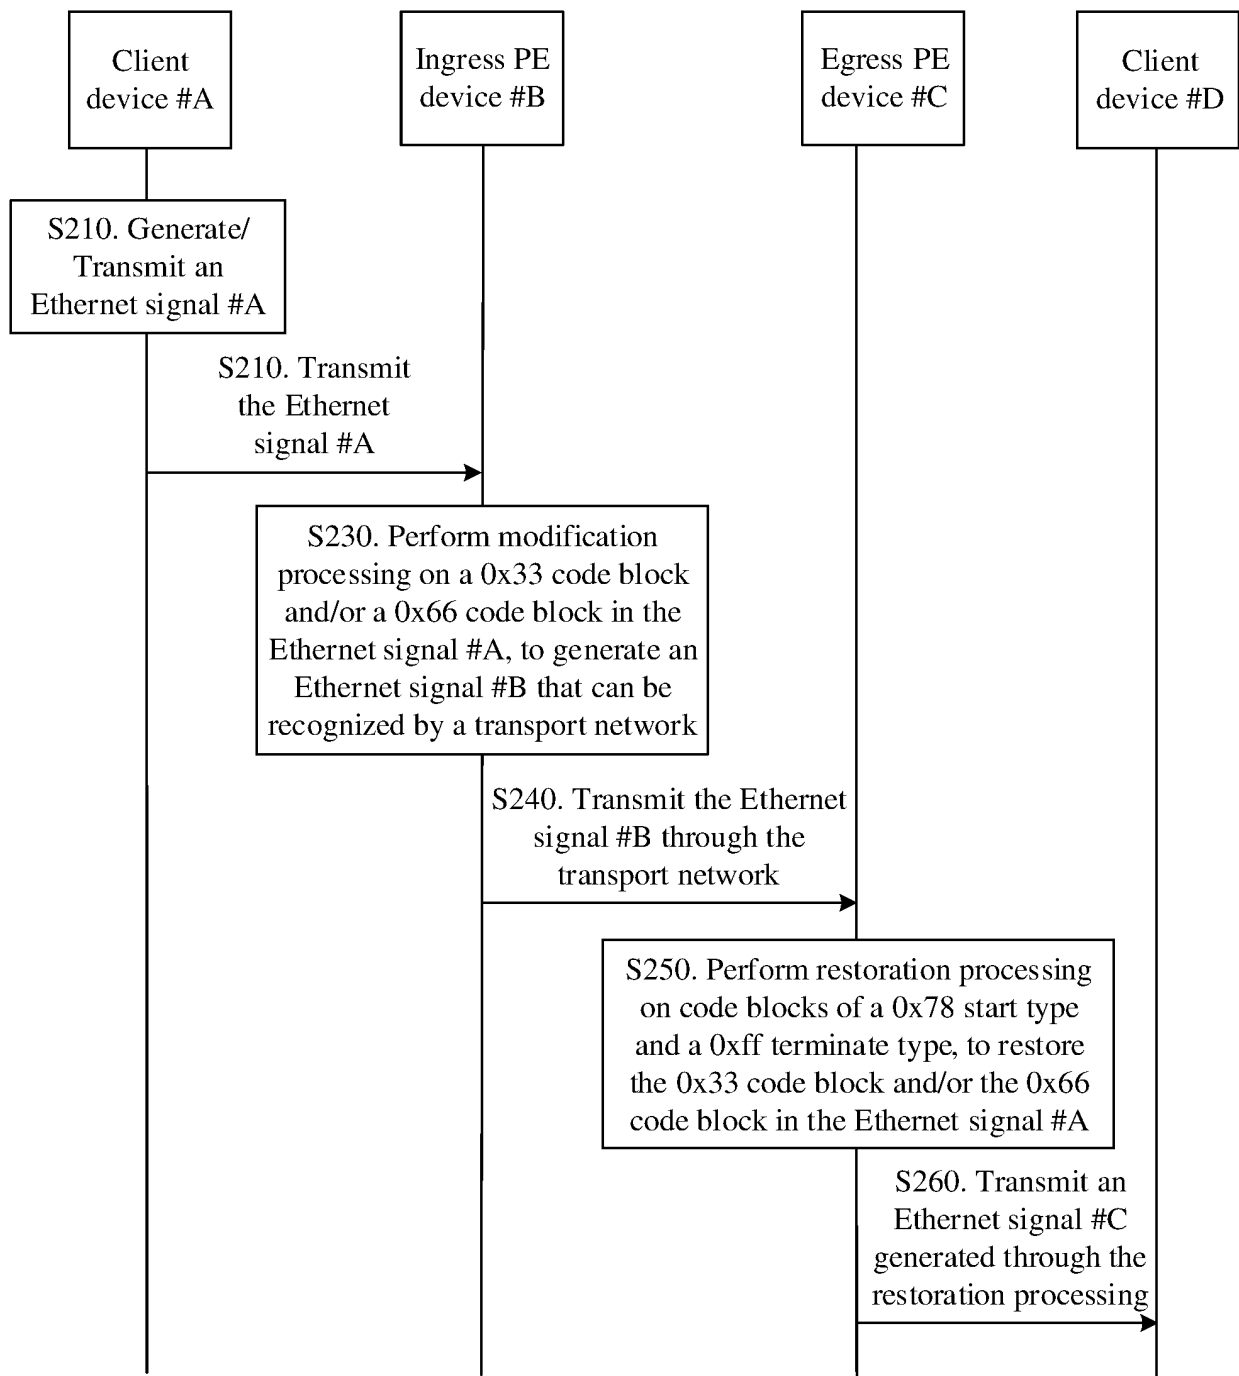 Client
device #A
Ingress PE
device #B
Egress PE
device #C
Client
device #D
S210. Generate/
Transmit an
Ethernet signal #A
S210. Transmit
the Ethernet
signal #A
S230. Perform modification
processing on a 0x33 code block
and/or a 0x66 code block in the
Ethernet signal #A, to generate an
Ethernet signal #B that can be
recognized by a transport network
S240. Transmit the Ethernet
signal #B through the
transport network
S250. Perform restoration processing
on code blocks of a 0x78 start type
and a 0xff terminate type, to restore
the 0x33 code block and/or the 0x66
code block in the Ethernet signal #A
S260. Transmit an
Ethernet signal #C
generated through the
restoration processing